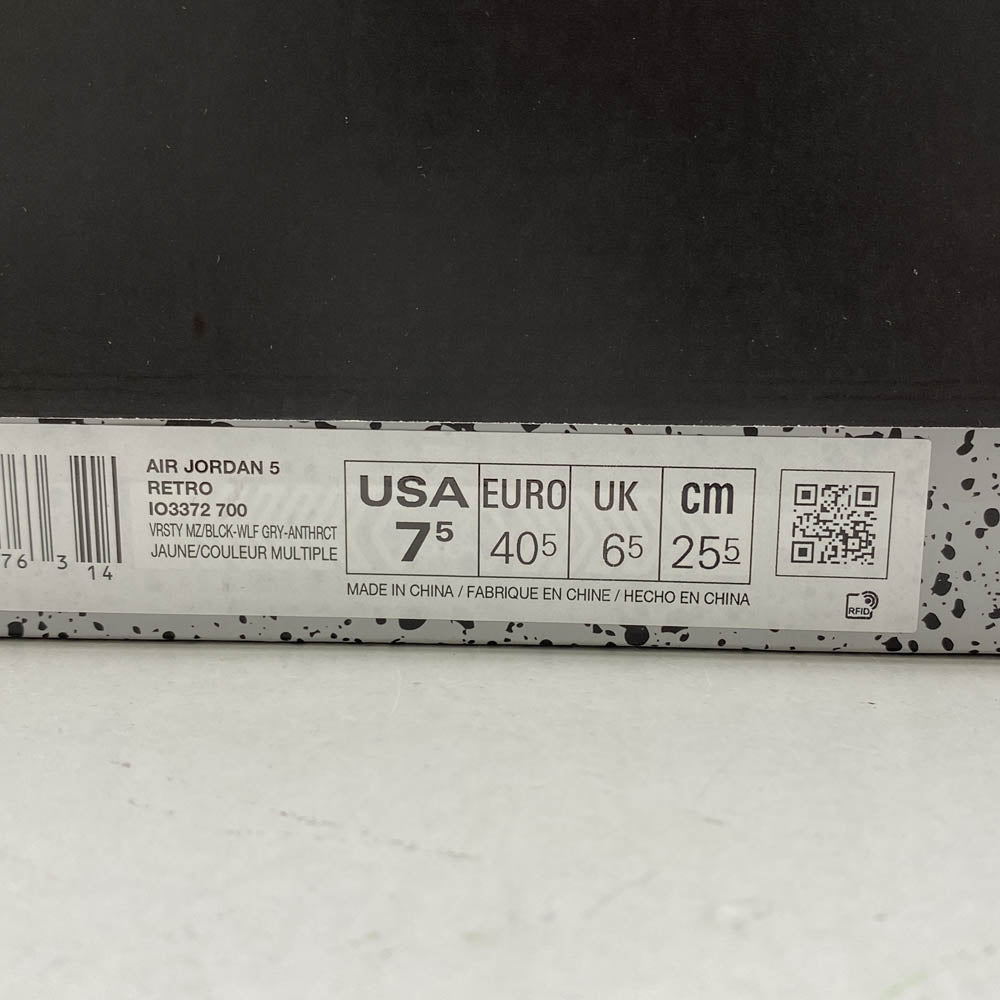 AIR JORDAN 5
RETRO
IO3372 700
VRSTY MZ/BLCK-WLF GRY-ANTHRCT
JAUNE/COULEUR MULTIPLE
76 3 14
USA EURO UK cm
75 405 65 255
MADE IN CHINA / FABRIQUE EN CHINE / HECHO EN CHINA
RFID